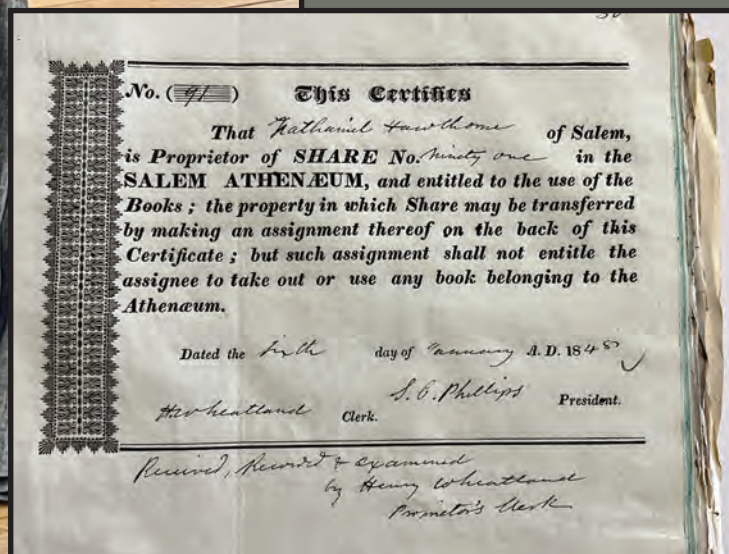 No. (91) This Certifies
That Nathaniel Hawthorne of Salem,
is Proprietor of SHARE No. Ninety one in the
SALEM ATHENÆUM, and entitled to the use of the
Books ; the property in which Share may be transferred
by making an assignment thereof on the back of this
Certificate ; but such assignment shall not entitle the
assignee to take out or use any book belonging to the
Athenæum.
Dated the sixth day of January A. D. 184
H. Wheatland Clerk. S. C. Phillips President.
Received, Recorded & examined
by Henry Wheatland
Proprietor's Clerk